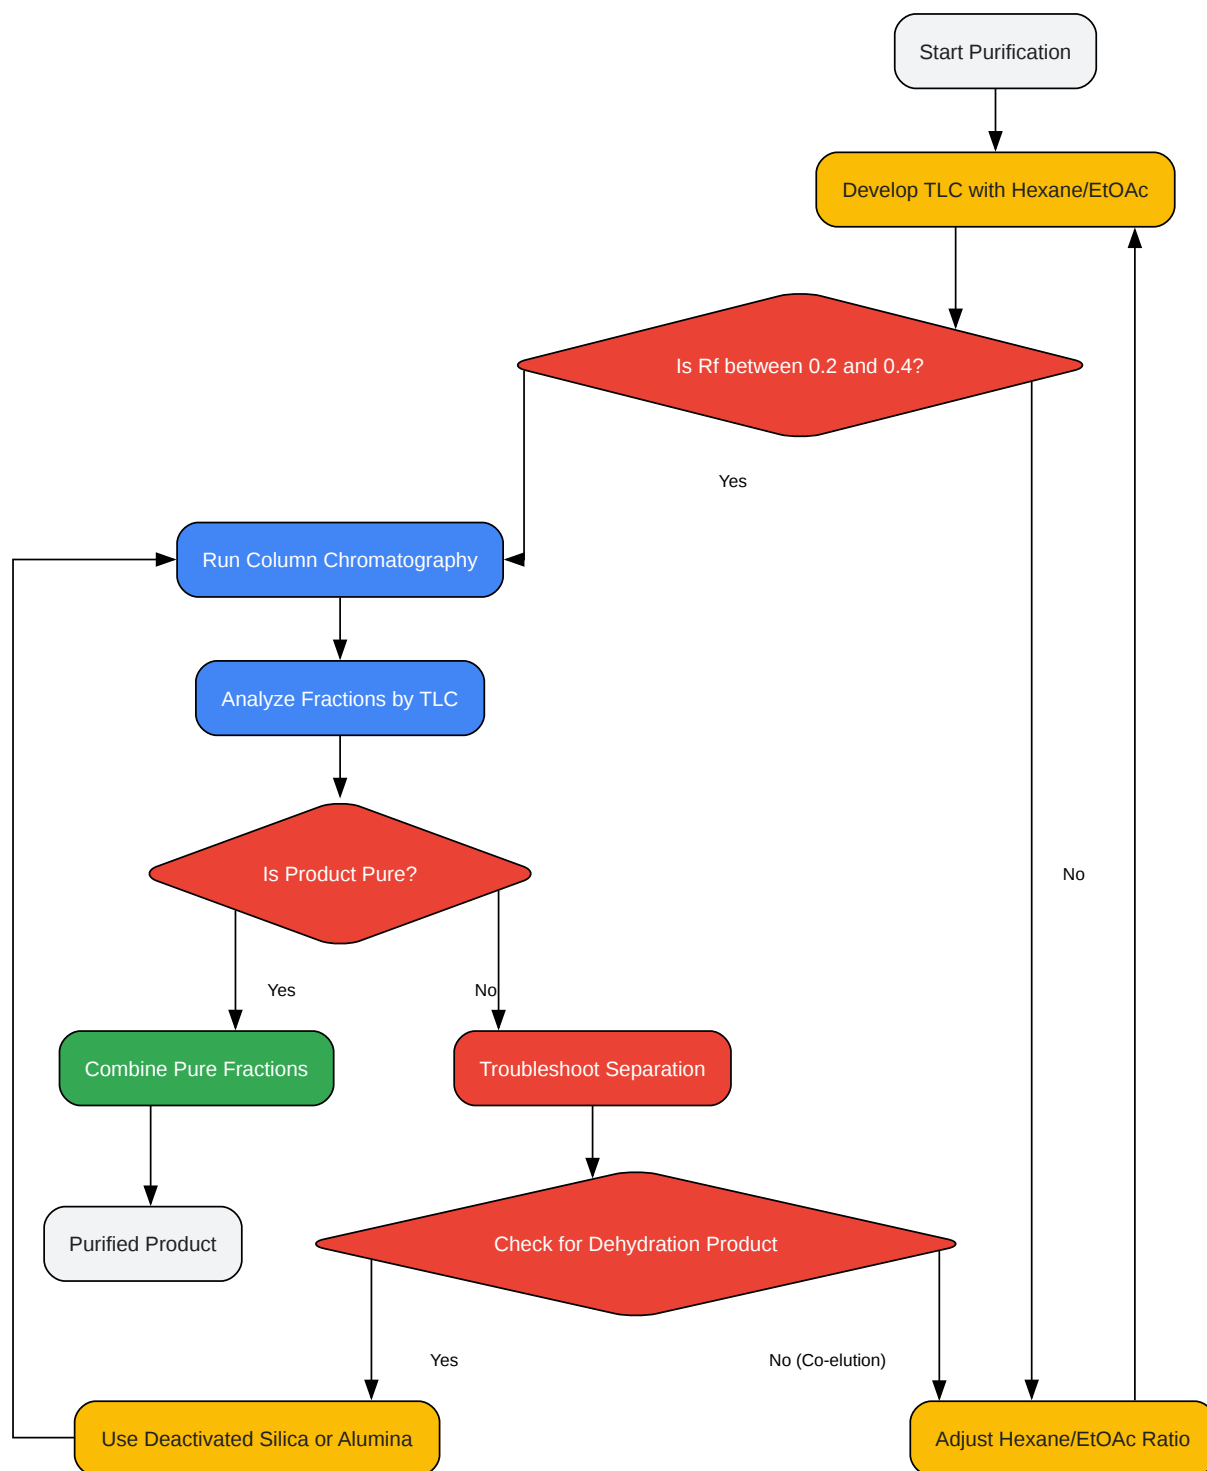 Start Purification
Develop TLC with Hexane/EtOAc
Is Rf between 0.2 and 0.4?
Yes
Run Column Chromatography
Analyze Fractions by TLC
Is Product Pure?
No
Yes
No
Combine Pure Fractions
Troubleshoot Separation
Purified Product
Check for Dehydration Product
Yes
No (Co-elution)
Use Deactivated Silica or Alumina
Adjust Hexane/EtOAc Ratio